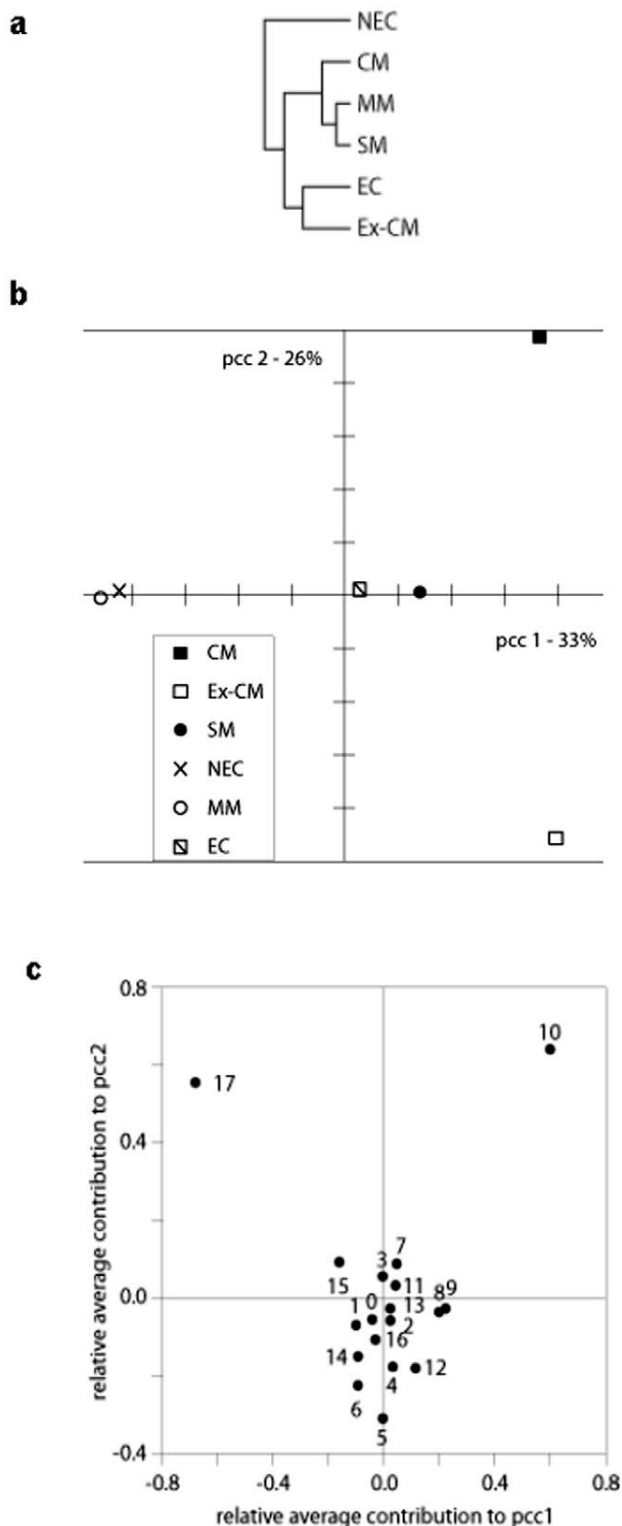 a
NEC
CM
MM
SM
EC
Ex-CM
b
pcc 2 - 26%
pcc 1 - 33%
CM
Ex-CM
SM
NEC
MM
EC
c
relative average contribution to pcc2
0.8
0.4
0.0
-0.4
10
17
7
3
15
11
8 9
1 0
13
2
16
14
12
4
6
5
-0.8
-0.4
0.0
0.4
0.8
relative average contribution to pcc1